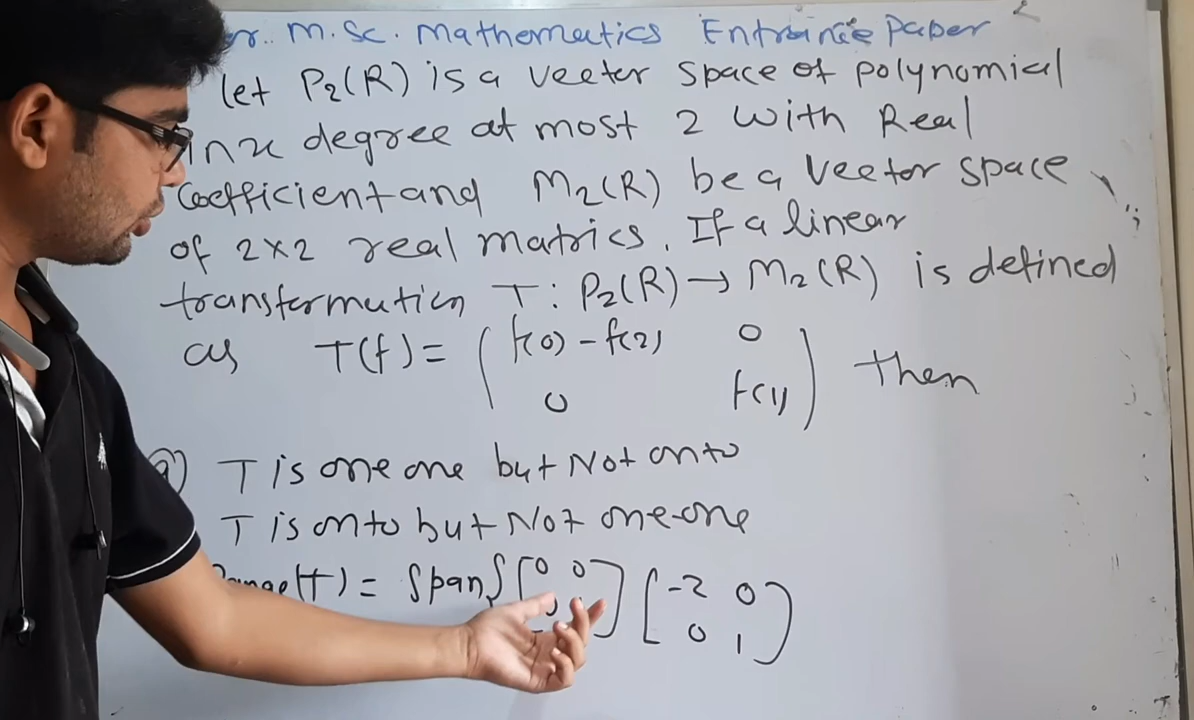 m.sc. mathematics Entrance Paper
let P₂(R) is a vector space of polynomial
in x degree at most 2 with Real
Coefficient and M₂(R) be a vector space
of 2×2 real matrics. If a linear
transformation T: P₂(R) → M₂(R) is defined
as T(f) = ( f(0) - f(2) 0
0 f(1) ) then
a) T is one one but Not onto
T is onto but Not one-one
(T) = Span { [ 0 0 ] [ -2 0
0 1 ]